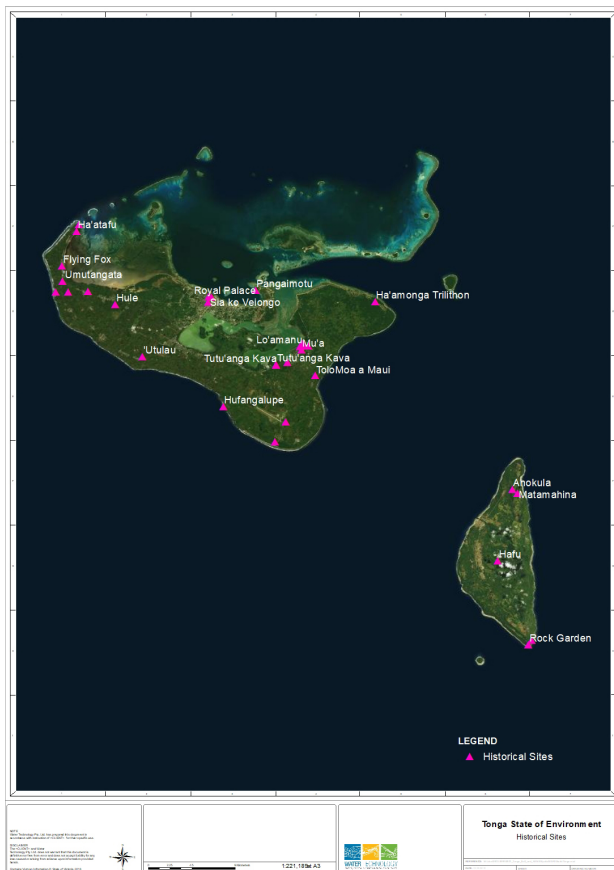 Ha'atafu
Flying Fox
'Umutangata
Hule
Royal Palace
Pangaimotu
Sia ko Velongo
Ha'amonga Trilithon
Lo'amanu
Mu'a
Tutu'anga Kava
Tutu'anga Kava
'Utulau
ToloMoa a Maui
Hufangalupe
Ahokula
Matamahina
Hafu
Rock Garden
LEGEND
Historical Sites
Tonga State of Environment
Historical Sites
WATER TECHNOLOGY